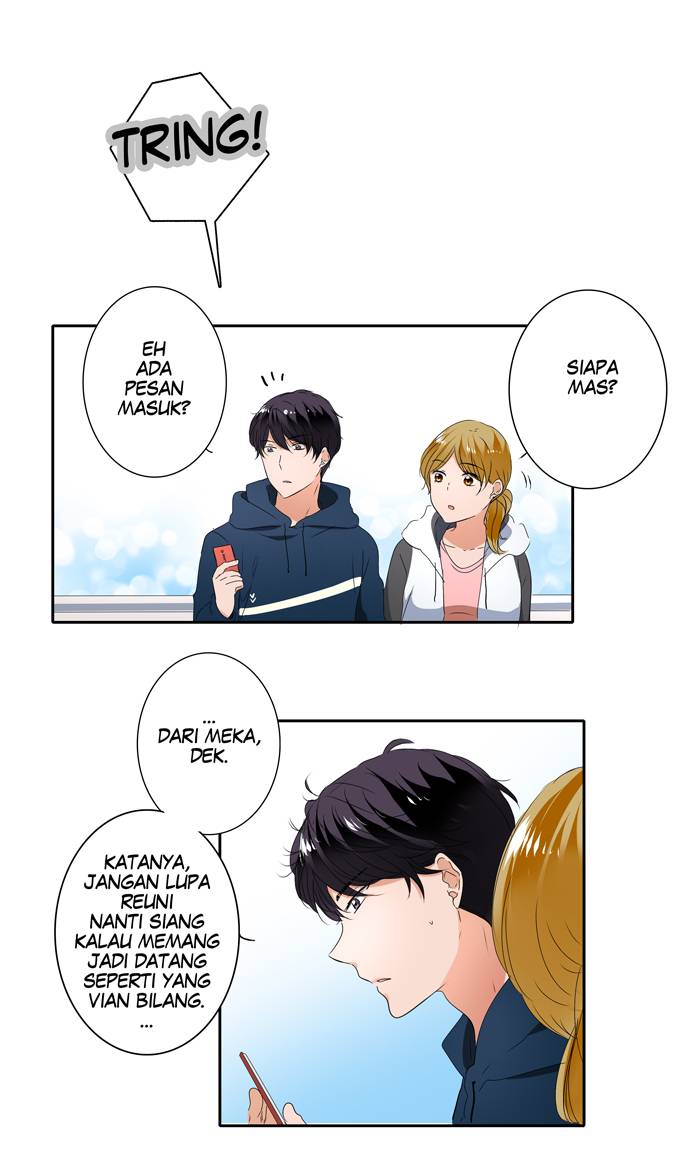 TRING!
EH
ADA
PESAN
MASUK?
SIAPA
MAS?
...
DARI MEKA,
DEK.
KATANYA,
JANGAN LUPA
REUNI
NANTI SIANG
KALAU MEMANG
JADI DATANG
SEPERTI YANG
VIAN BILANG.
...